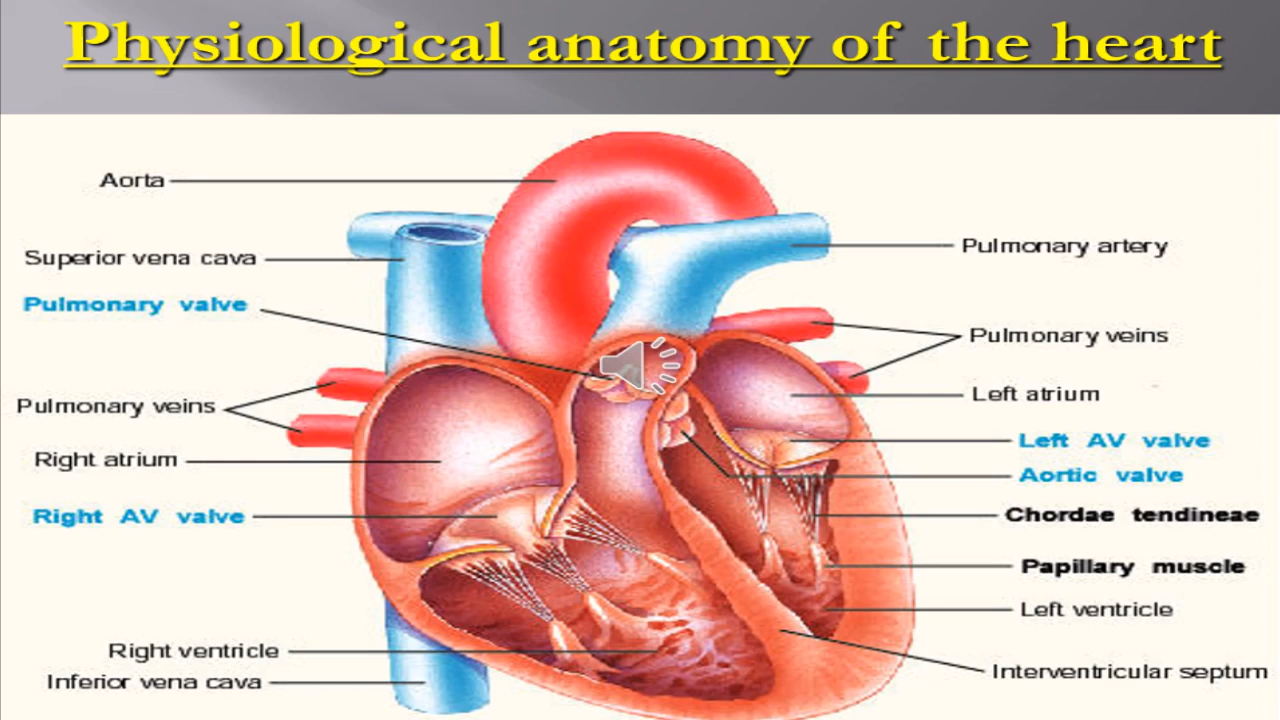 Physiological anatomy of the heart
Aorta
Superior vena cava
Pulmonary valve
Pulmonary veins
Right atrium
Right AV valve
Right ventricle
Inferior vena cava
Pulmonary artery
Pulmonary veins
Left atrium
Left AV valve
Aortic valve
Chordae tendineae
Papillary muscle
Left ventricle
Interventricular septum